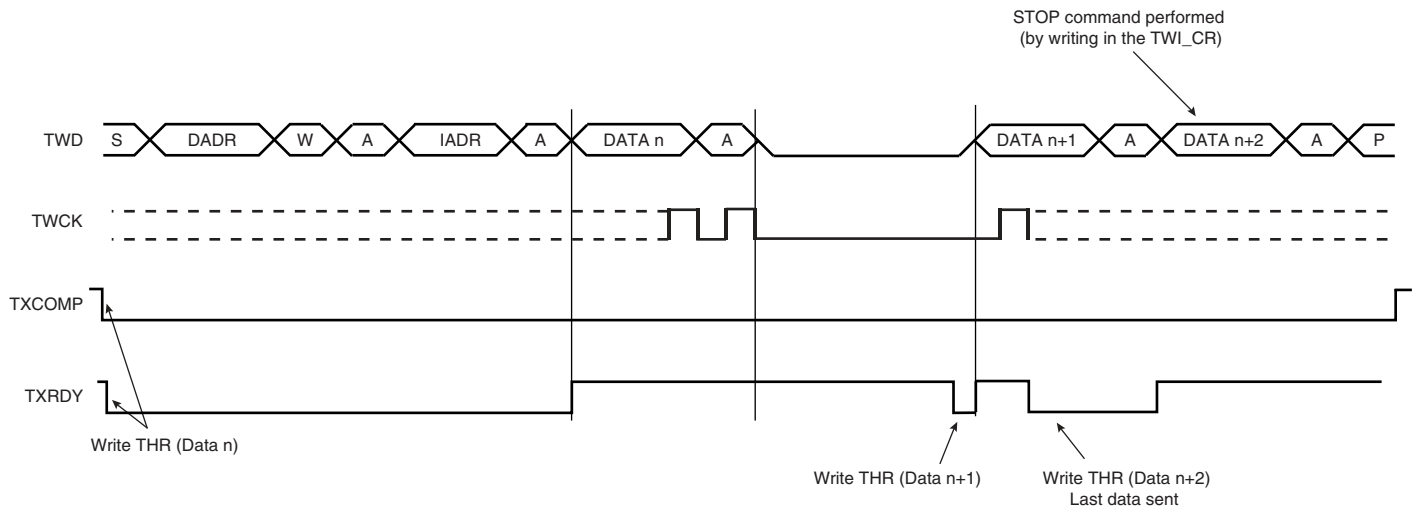 STOP command performed
(by writing in the TWI_CR)
TWD S DADR W A IADR A DATA n A DATA n+1 A DATA n+2 A P
TWCK
TXCOMP
TXRDY
Write THR (Data n)
Write THR (Data n+1)
Write THR (Data n+2)
Last data sent